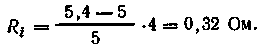 R_i = (5,4 − 5)/5 · 4 = 0,32 Ом.